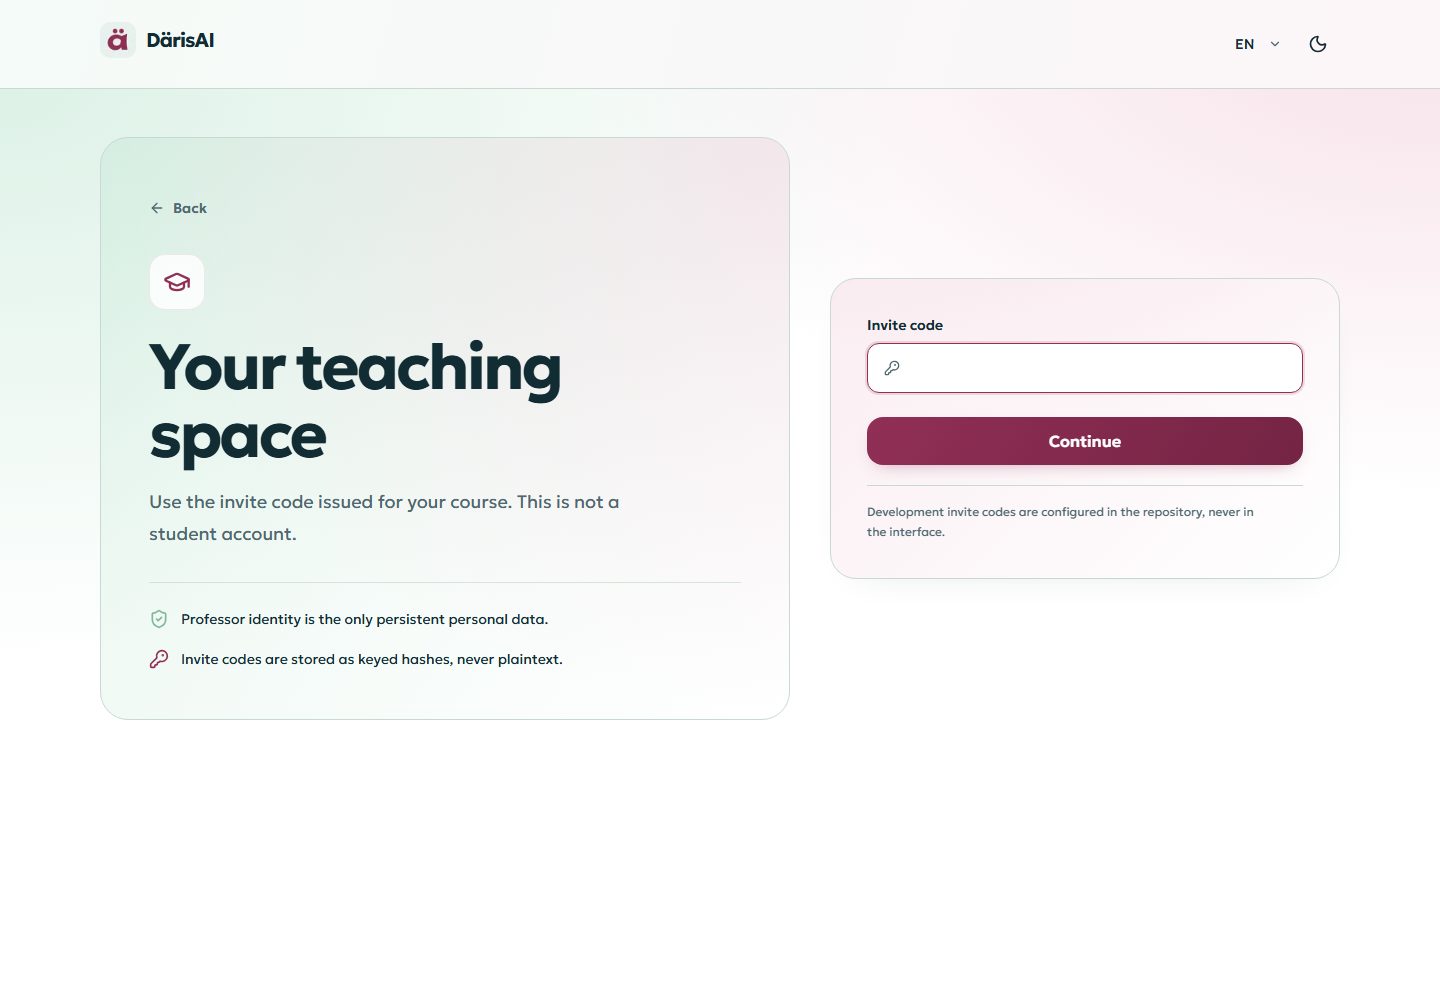 ä DärisAI
EN
Back
Your teaching
space
Use the invite code issued for your course. This is not a
student account.
Professor identity is the only persistent personal data.
Invite codes are stored as keyed hashes, never plaintext.
Invite code
Continue
Development invite codes are configured in the repository, never in
the interface.